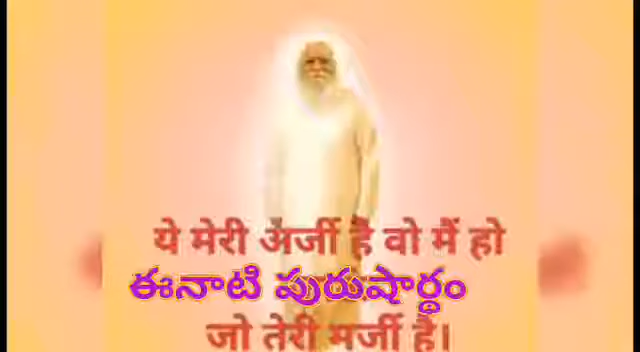 ये मेरी अर्जी है वो मैं हो
ఈనాటి పురుషార్థం
जो तेरी मर्जी है।